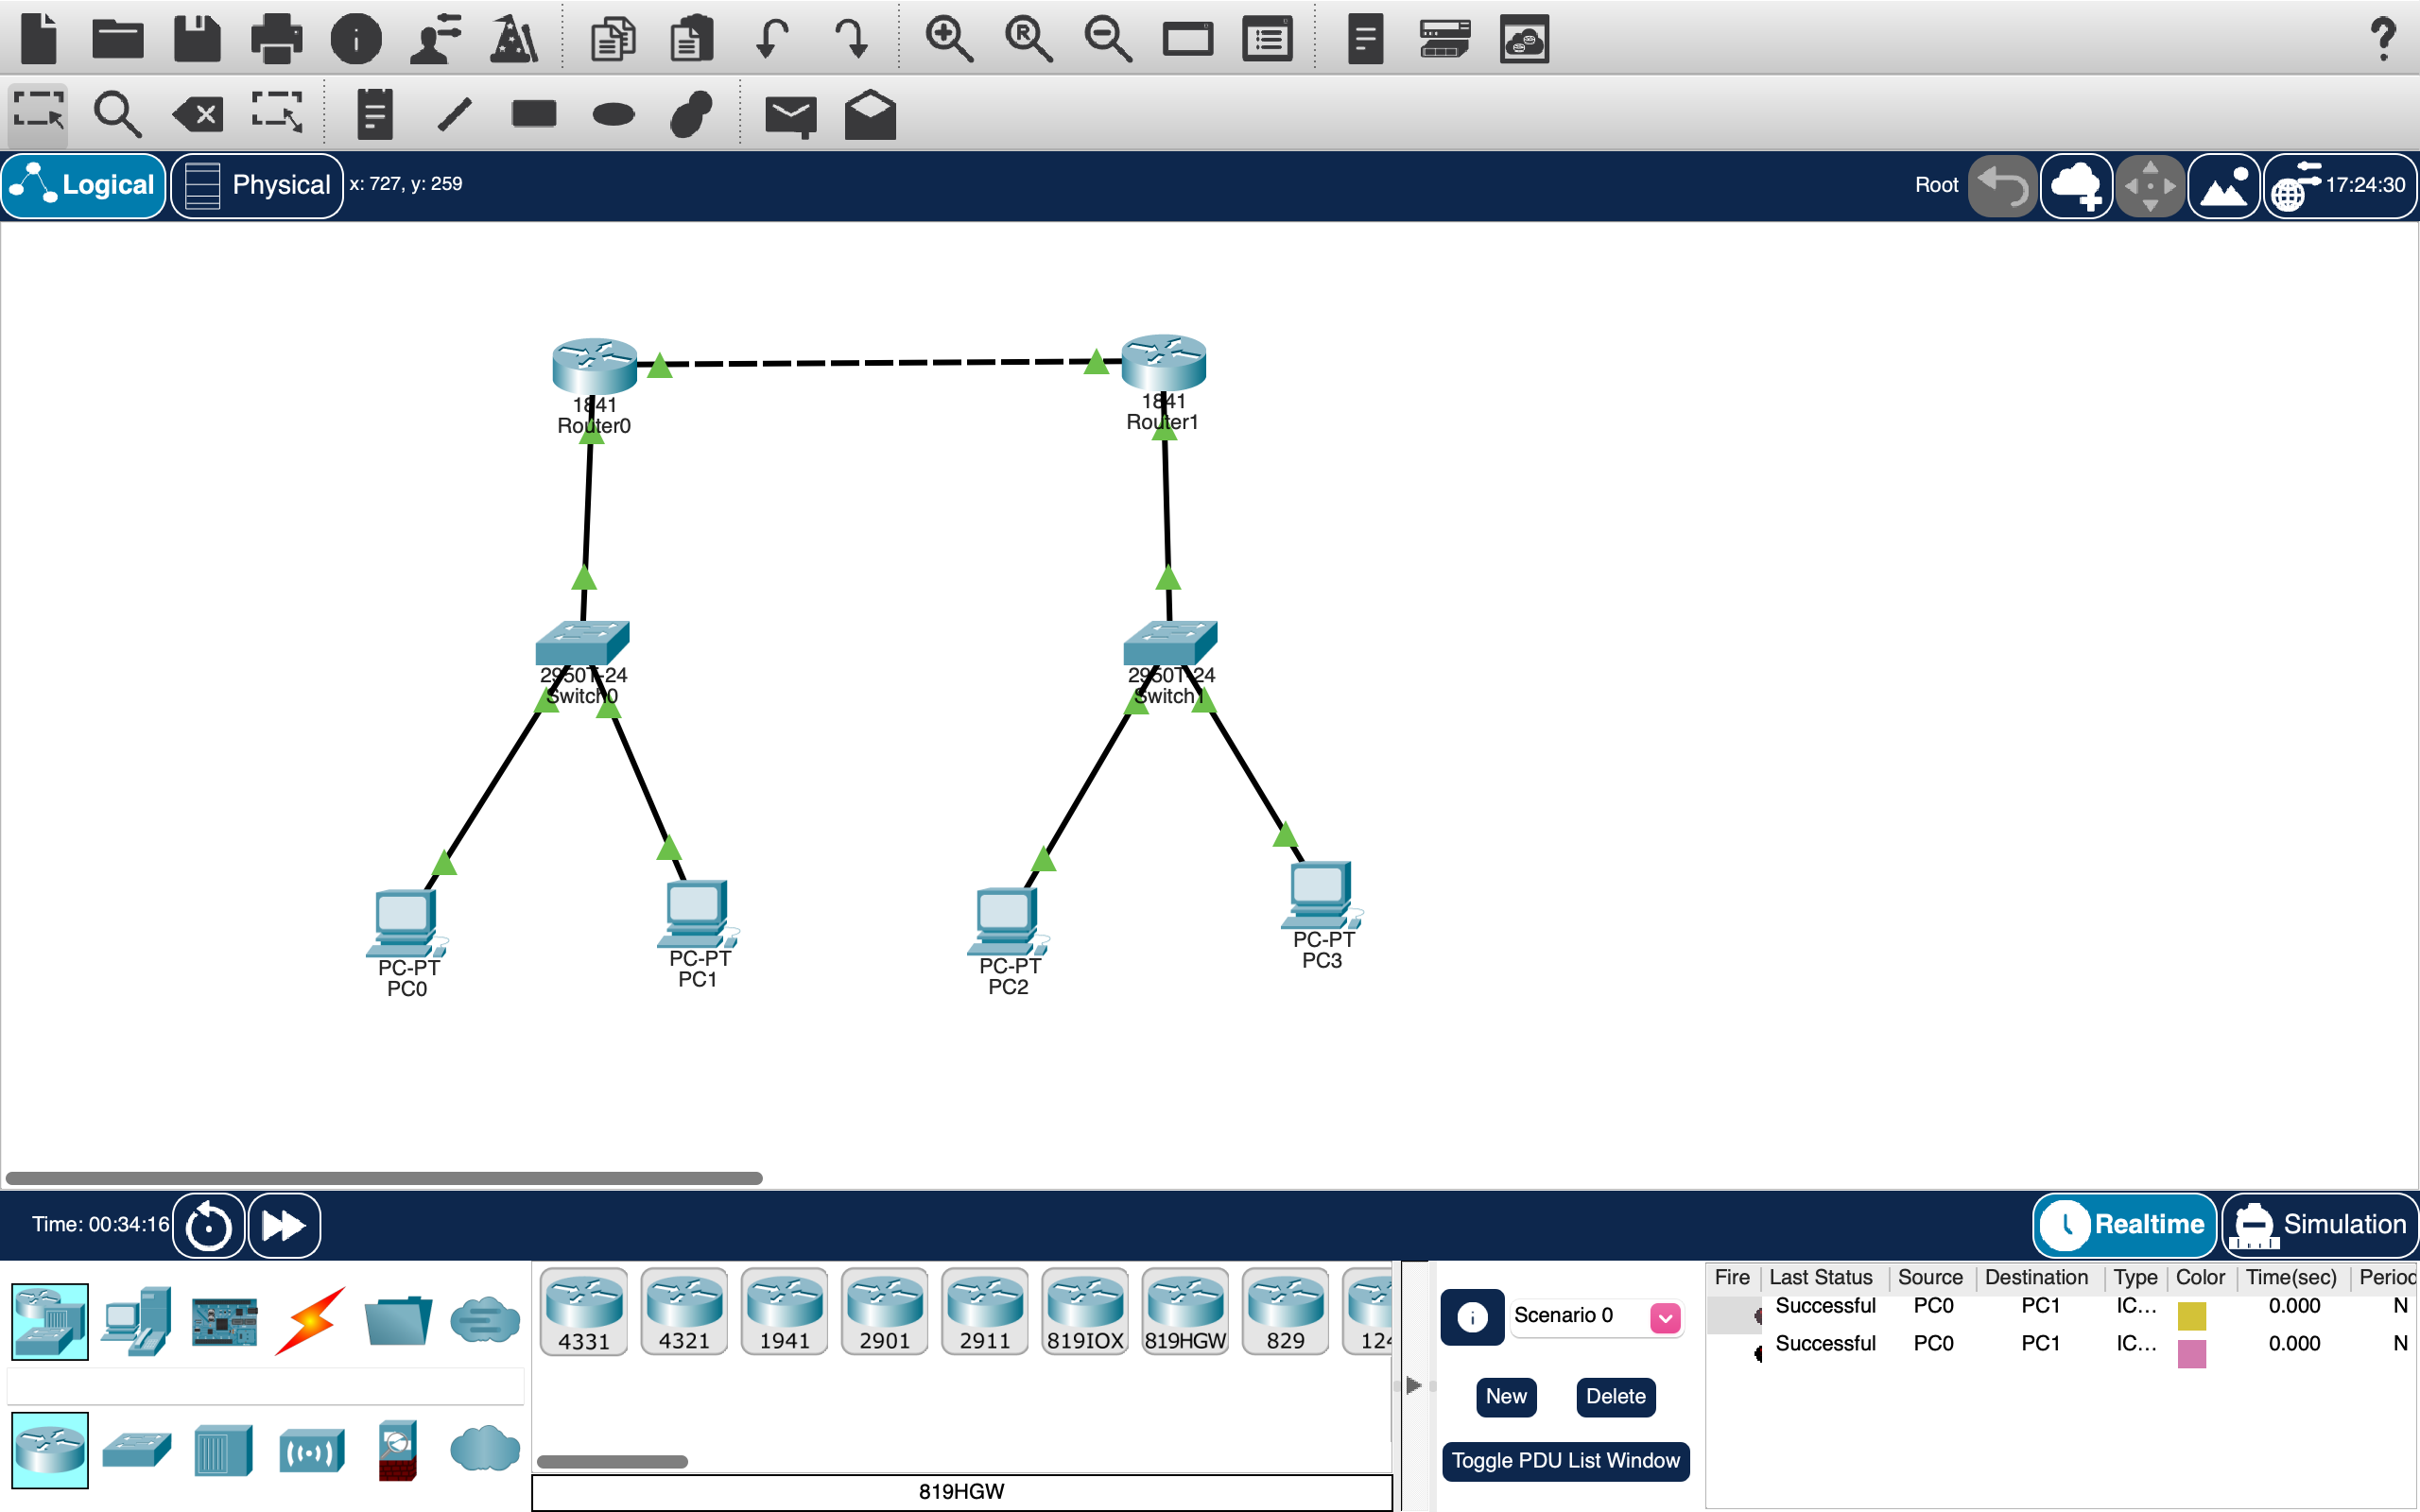 Logical
Physical
x: 727, y: 259
Root
17:24:30
1841
Router0
1841
Router1
2950T-24
Switch0
2950T-24
Switch1
PC-PT
PC0
PC-PT
PC1
PC-PT
PC2
PC-PT
PC3
Time: 00:34:16
Realtime
Simulation
4331
4321
1941
2901
2911
819IOX
819HGW
829
124
819HGW
Scenario 0
New
Delete
Toggle PDU List Window
Fire Last Status Source Destination Type Color Time(sec) Perioc
Successful PC0 PC1 IC... 0.000 N
Successful PC0 PC1 IC... 0.000 N